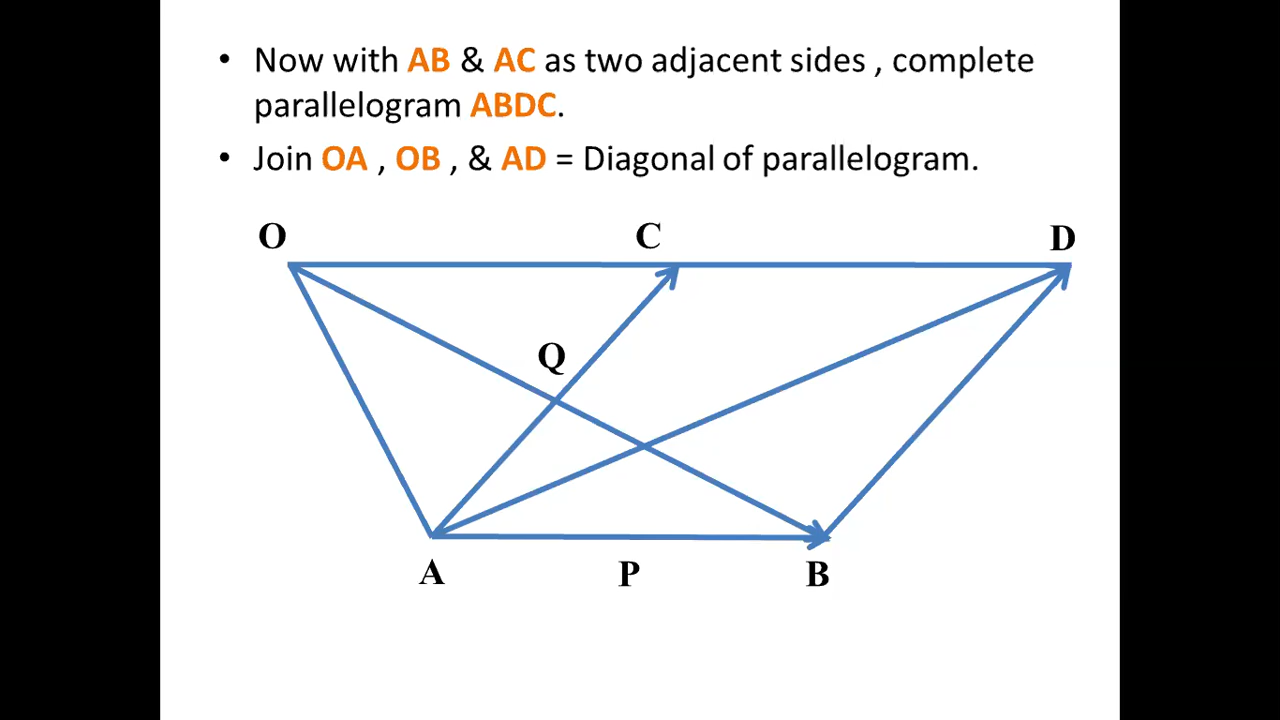 • Now with AB & AC as two adjacent sides , complete
parallelogram ABDC.
• Join OA , OB , & AD = Diagonal of parallelogram.
O C D
Q
A P B